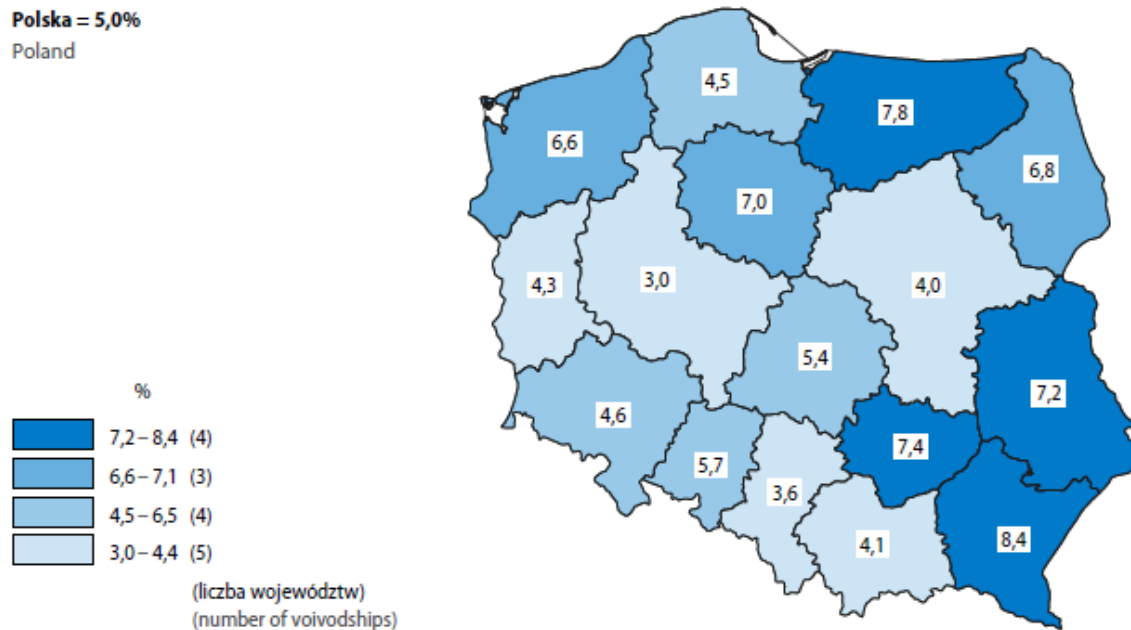 Polska = 5,0%
Poland
4,5
7,8
6,6
6,8
7,0
4,3
3,0
4,0
5,4
7,2
4,6
7,4
5,7
3,6
4,1
8,4
%
7,2 – 8,4 (4)
6,6 – 7,1 (3)
4,5 – 6,5 (4)
3,0 – 4,4 (5)
(liczba województw)
(number of voivodships)